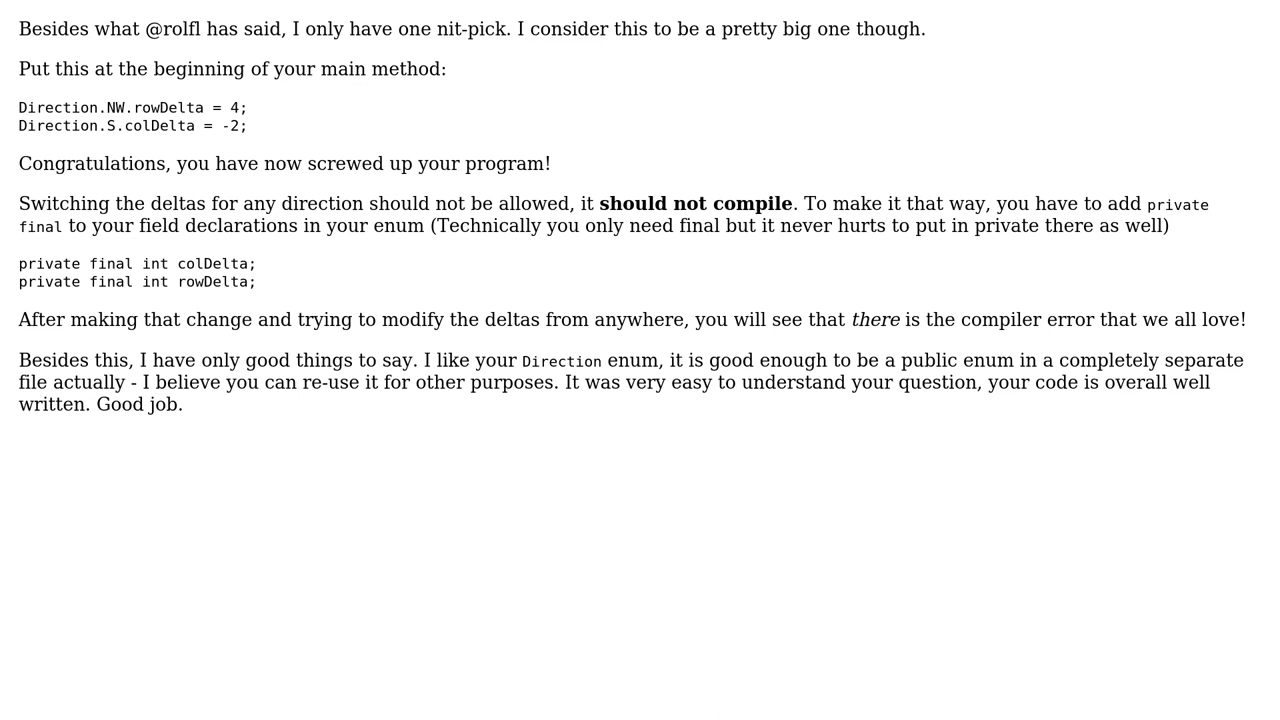 Besides what @rolfl has said, I only have one nit-pick. I consider this to be a pretty big one though.
Put this at the beginning of your main method:
Direction.NW.rowDelta = 4;
Direction.S.colDelta = -2;
Congratulations, you have now screwed up your program!
Switching the deltas for any direction should not be allowed, it should not compile. To make it that way, you have to add private
final to your field declarations in your enum (Technically you only need final but it never hurts to put in private there as well)
private final int colDelta;
private final int rowDelta;
After making that change and trying to modify the deltas from anywhere, you will see that there is the compiler error that we all love!
Besides this, I have only good things to say. I like your Direction enum, it is good enough to be a public enum in a completely separate
file actually - I believe you can re-use it for other purposes. It was very easy to understand your question, your code is overall well
written. Good job.